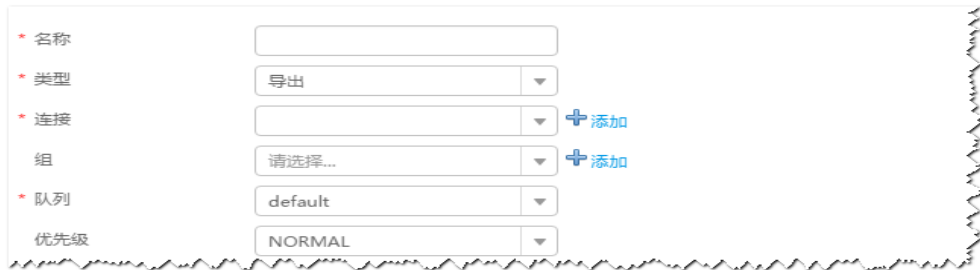 * 名称
* 类型 导出
* 连接 添加
组 请选择... 添加
* 队列 default
优先级 NORMAL